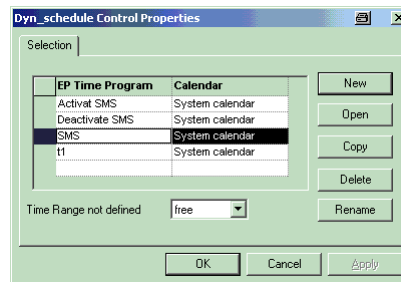 Dyn_schedule Control Properties
Selection
EP Time Program Calendar
Activat SMS System calendar
Deactivate SMS System calendar
SMS System calendar
t1 System calendar
New
Open
Copy
Delete
Rename
Time Range not defined free
OK Cancel Apply